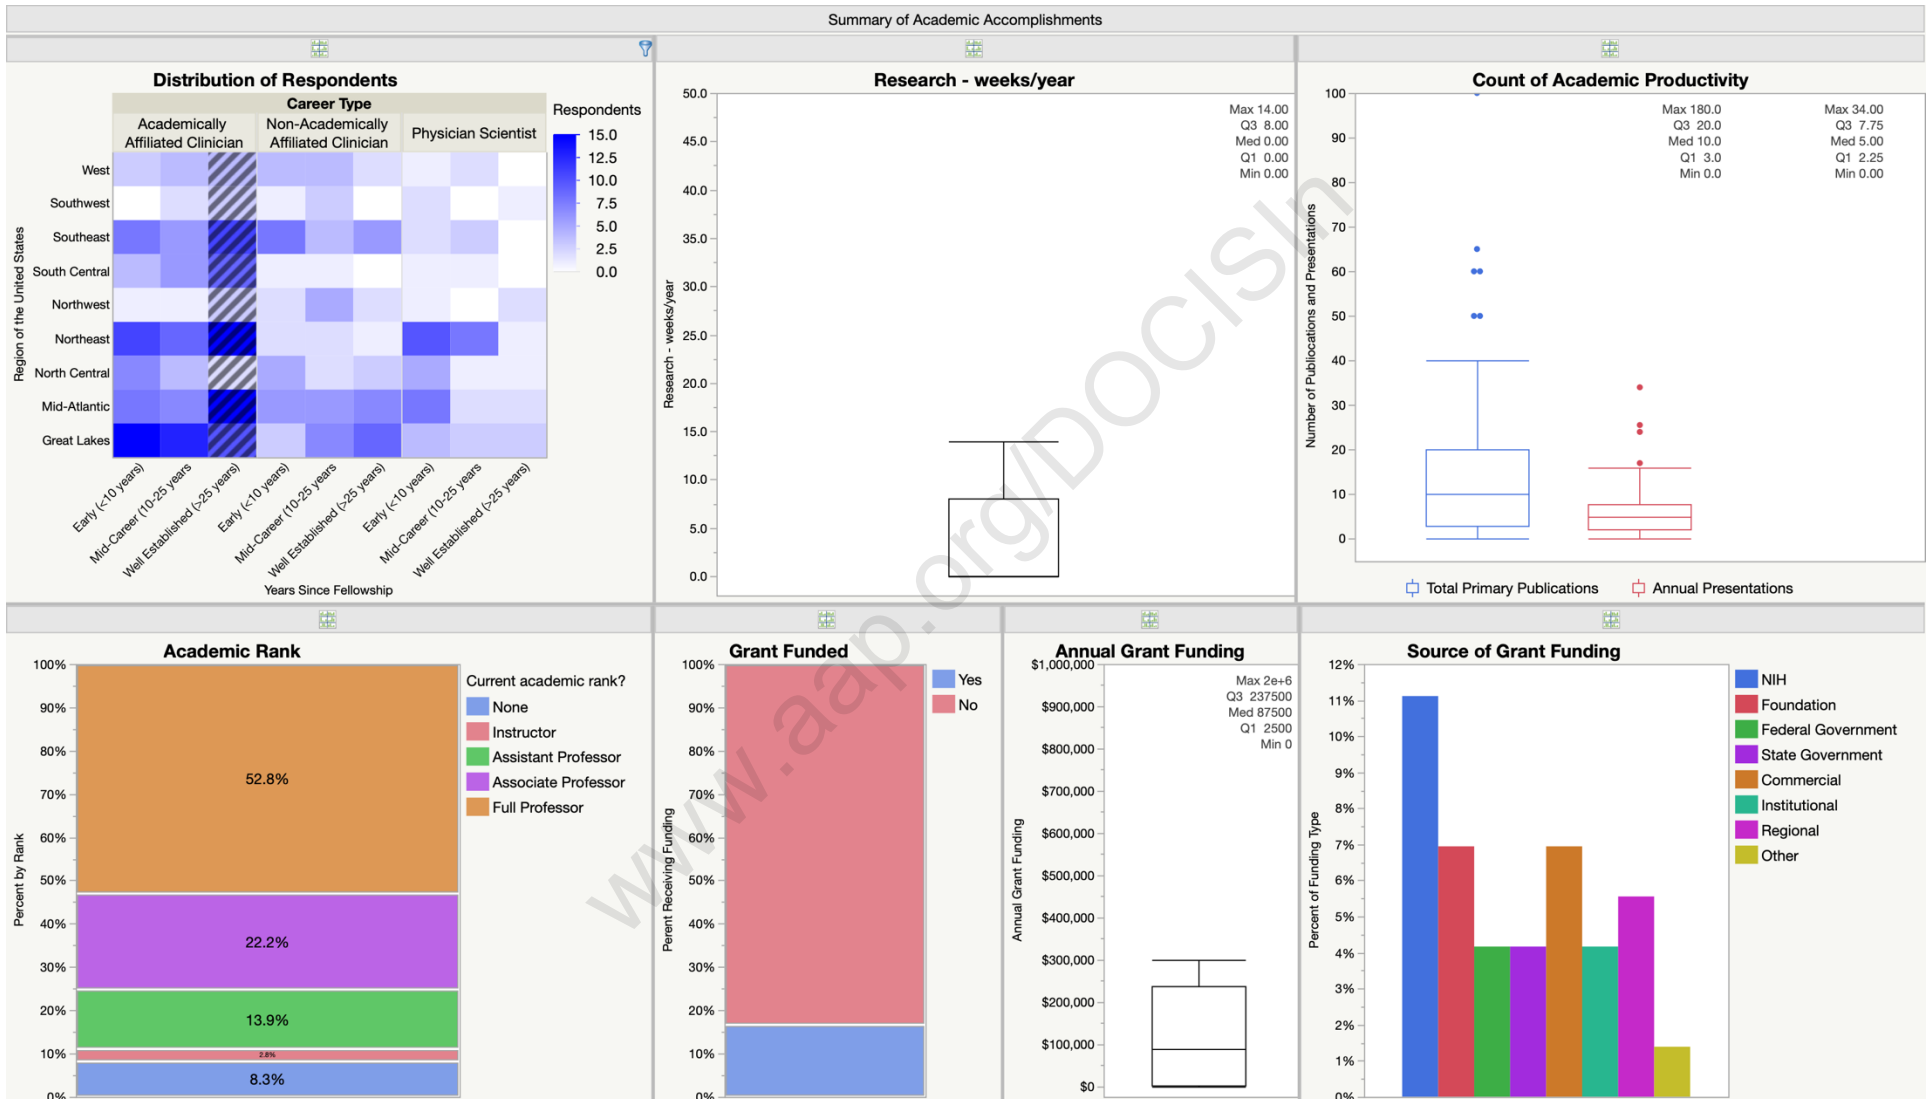 Summary of Academic Accomplishments
Distribution of Respondents
Career Type
Academically
Affiliated Clinician
Non-Academically
Affiliated Clinician
Physician Scientist
Respondents
15.0
12.5
10.0
7.5
5.0
2.5
0.0
Region of the United States
West
Southwest
Southeast
South Central
Northwest
Northeast
North Central
Mid-Atlantic
Great Lakes
Early (<10 years)
Mid-Career (10-25 years
Well Established (>25 years)
Early (<10 years)
Mid-Career (10-25 years
Well Established (>25 years)
Early (<10 years)
Mid-Career (10-25 years
Well Established (>25 years)
Years Since Fellowship
Research - weeks/year
Research - weeks/year
50.0
45.0
40.0
35.0
30.0
25.0
20.0
15.0
10.0
5.0
0.0
Max 14.00
Q3 8.00
Med 0.00
Q1 0.00
Min 0.00
Count of Academic Productivity
Number of Publiocations and Presentations
100
90
80
70
60
50
40
30
20
10
0
Max 180.0
Q3 20.0
Med 10.0
Q1 3.0
Min 0.0
Max 34.00
Q3 7.75
Med 5.00
Q1 2.25
Min 0.00
Total Primary Publications
Annual Presentations
Academic Rank
Percent by Rank
100%
90%
80%
70%
60%
50%
40%
30%
20%
10%
0%
52.8%
22.2%
13.9%
2.8%
8.3%
Current academic rank?
None
Instructor
Assistant Professor
Associate Professor
Full Professor
Grant Funded
Perent Receiving Funding
100%
90%
80%
70%
60%
50%
40%
30%
20%
10%
0%
Yes
No
Annual Grant Funding
Annual Grant Funding
$1,000,000
$900,000
$800,000
$700,000
$600,000
$500,000
$400,000
$300,000
$200,000
$100,000
$0
Max 2e+6
Q3 237500
Med 87500
Q1 2500
Min 0
Source of Grant Funding
Percent of Funding Type
12%
11%
10%
9%
8%
7%
6%
5%
4%
3%
2%
1%
0%
NIH
Foundation
Federal Government
State Government
Commercial
Institutional
Regional
Other
www.aap.org/DOCISIn